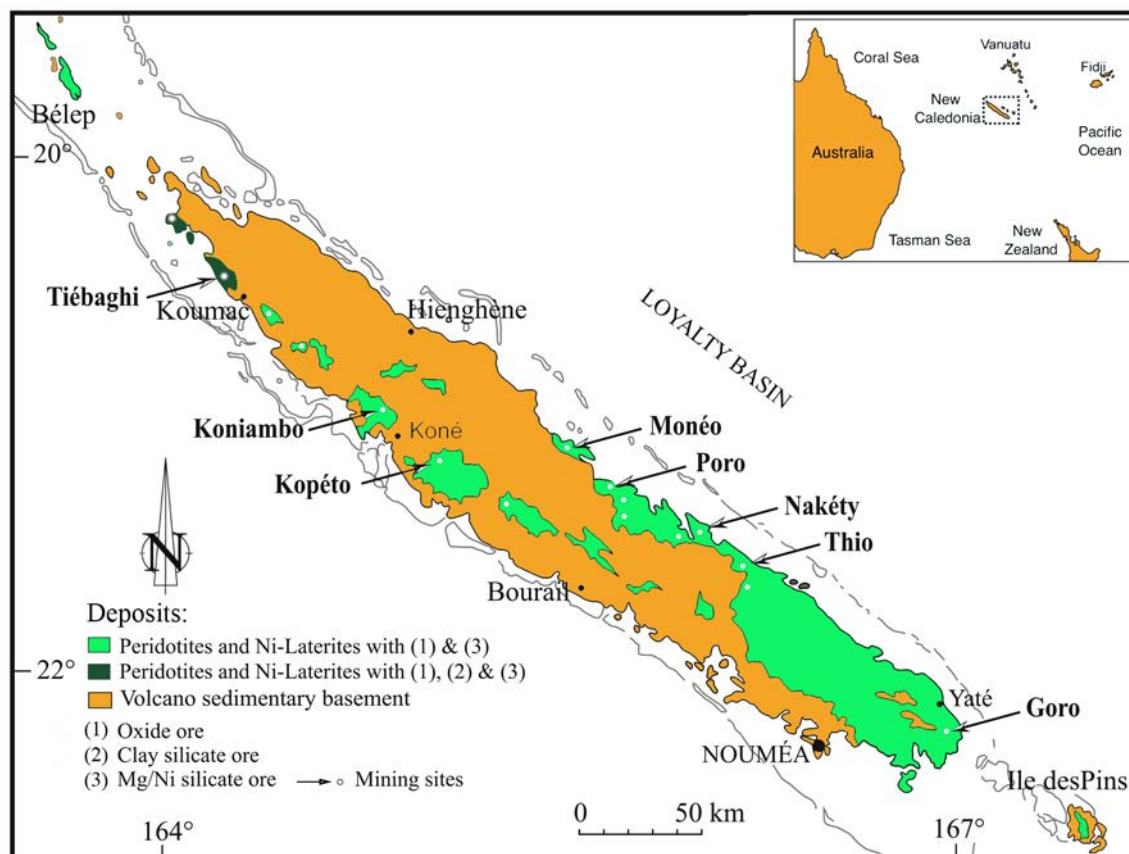 Bélep
20°
Coral Sea
Vanuatu
Fidji
New
Caledonia
Pacific
Ocean
Australia
Tasman Sea
New
Zealand
Tiébaghi
Koumac
Hienghène
LOYALTY BASIN
Koniambo
Koné
Kopéto
Monéo
Poro
Nakéty
Thio
N
Bourail
Deposits:
Peridotites and Ni-Laterites with (1) & (3)
Peridotites and Ni-Laterites with (1), (2) & (3)
Volcano sedimentary basement
(1) Oxide ore
(2) Clay silicate ore
(3) Mg/Ni silicate ore
Mining sites
22°
Yaté
Goro
NOUMÉA
Ile desPins
0 50 km
164°
167°